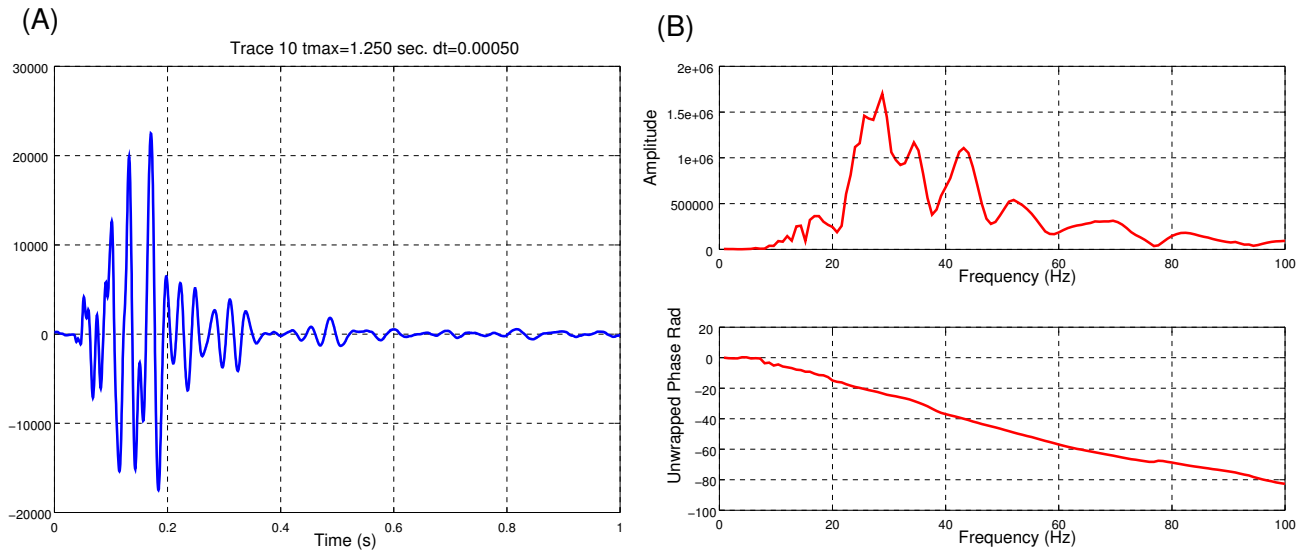 (A)
Trace 10 tmax=1.250 sec. dt=0.00050
30000
20000
10000
0
−10000
−20000
0 0.2 0.4 0.6 0.8 1
Time (s)
(B)
2e+06
1.5e+06
1e+06
500000
0
Amplitude
20 40 60 80 100
Frequency (Hz)
20
0
−20
−40
−60
−80
−100
Unwrapped Phase Rad
0 20 40 60 80 100
Frequency (Hz)